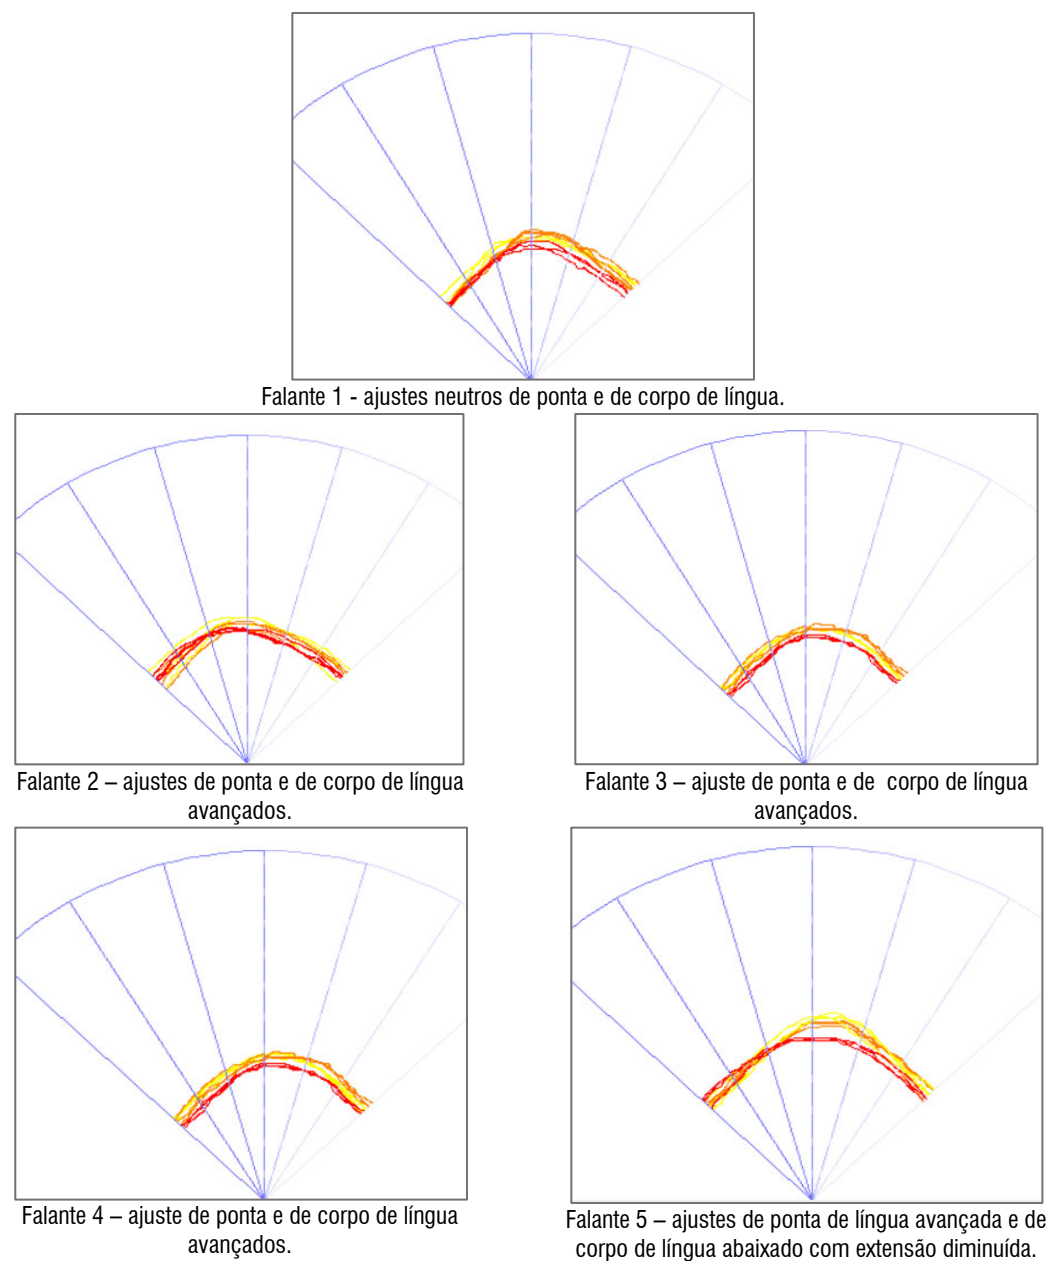 Falante 1 - ajustes neutros de ponta e de corpo de língua.
Falante 2 – ajustes de ponta e de corpo de língua
avançados.
Falante 3 – ajuste de ponta e de corpo de língua
avançados.
Falante 4 – ajuste de ponta e de corpo de língua
avançados.
Falante 5 – ajustes de ponta de língua avançada e de
corpo de língua abaixado com extensão diminuída.